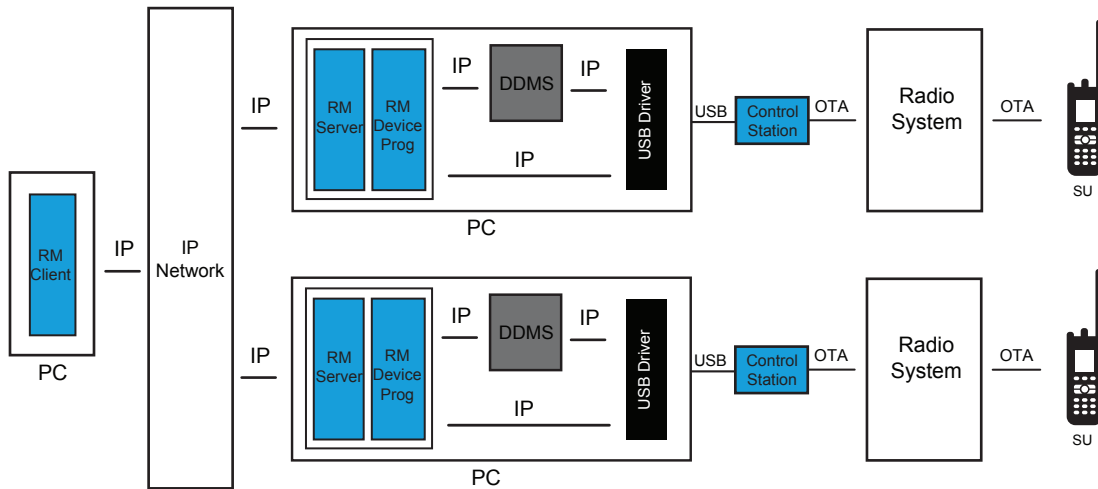 RM
Client
PC
IP
IP
Network
IP
RM
Server
RM
Device
Prog
IP
DDMS
IP
IP
USB Driver
PC
USB
Control
Station
OTA
Radio
System
OTA
SU
IP
RM
Server
RM
Device
Prog
IP
DDMS
IP
IP
USB Driver
PC
USB
Control
Station
OTA
Radio
System
OTA
SU